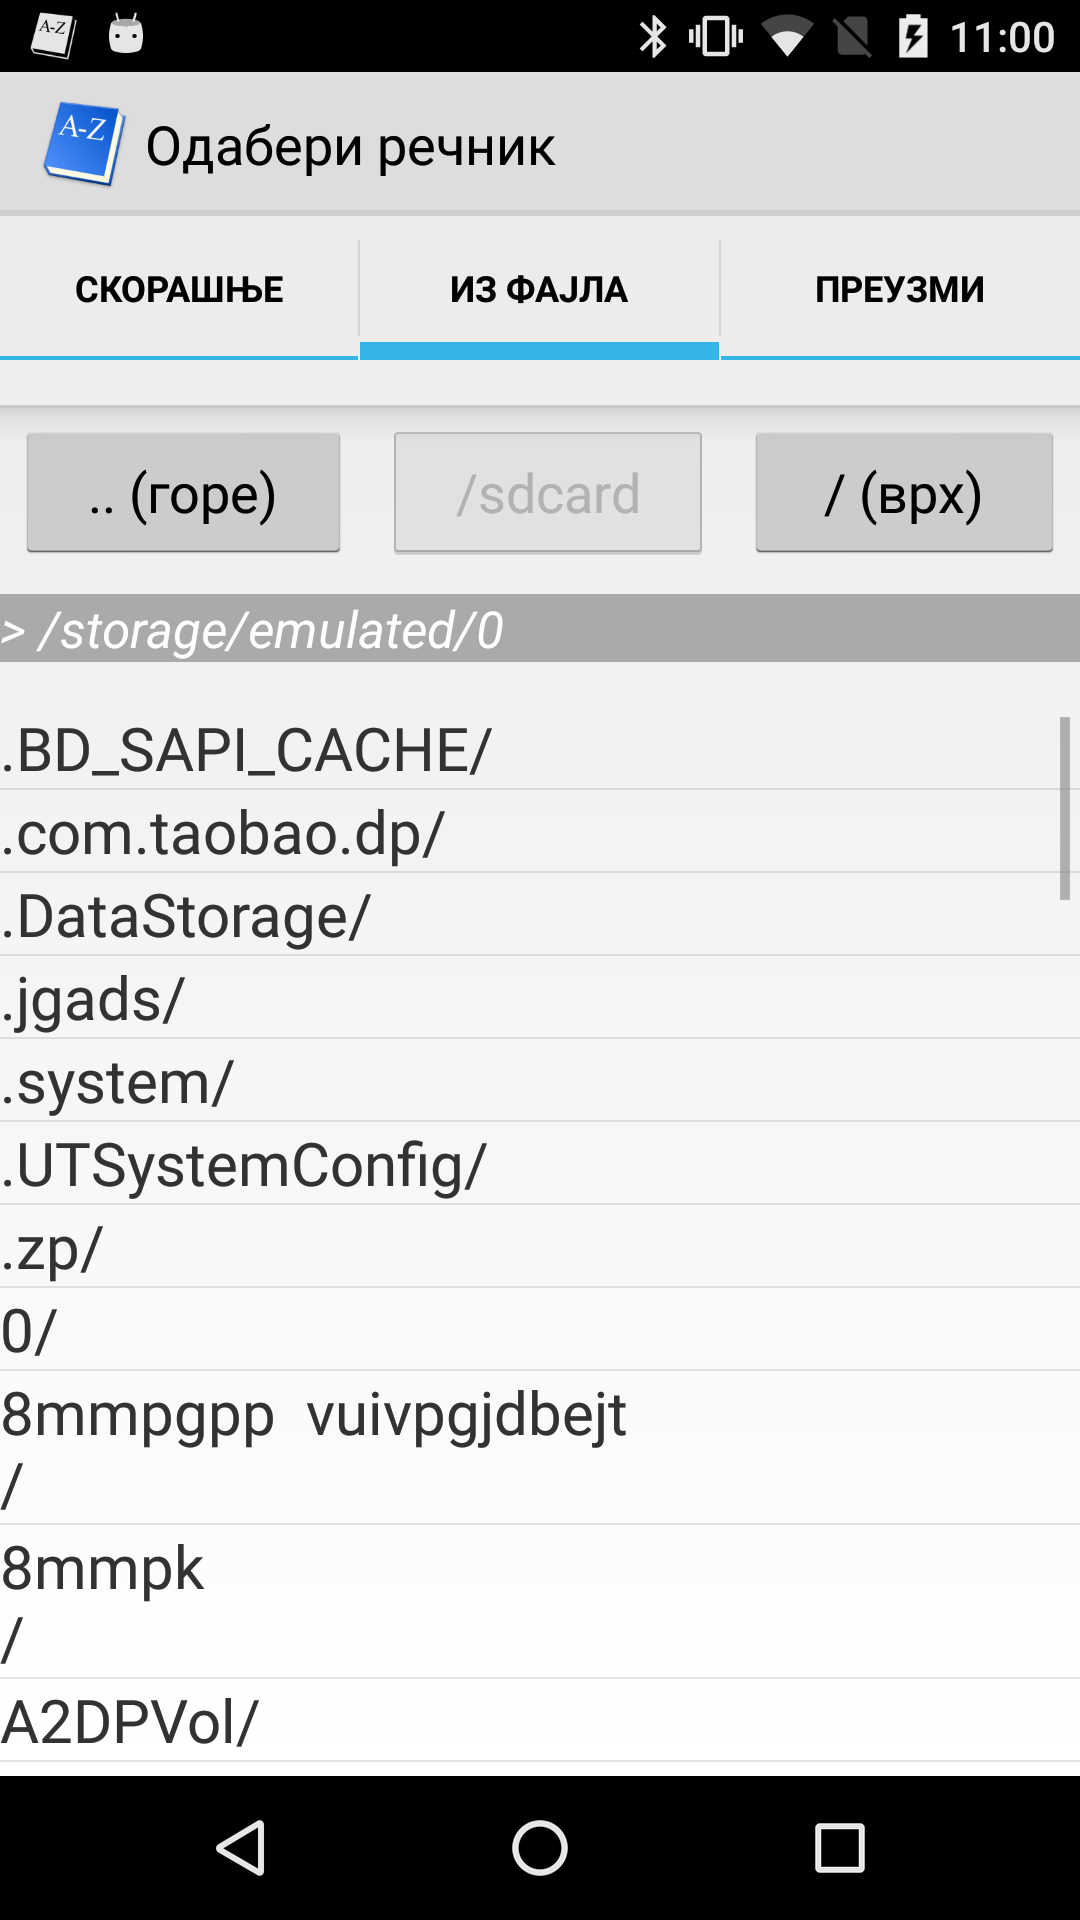 A-Z
11:00
A-Z
Одабери речник
СКОРАШЊЕ
ИЗ ФАЈЛА
ПРЕУЗМИ
.. (горе)
/sdcard
/ (врх)
> /storage/emulated/0
.BD_SAPI_CACHE/
.com.taobao.dp/
.DataStorage/
.jgads/
.system/
.UTSystemConfig/
.zp/
0/
8mmpgpp  vuivpgjdbejt
/
8mmpk
/
A2DPVol/